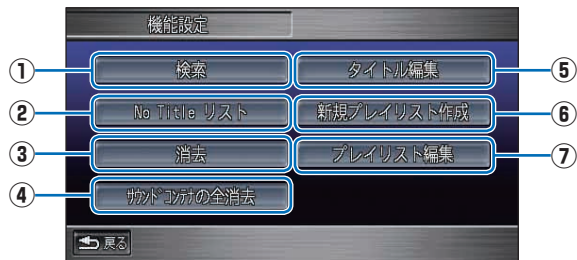 機能設定
① 検索 タイトル編集 ⑤
② No Title リスト 新規プレイリスト作成 ⑥
③ 消去 プレイリスト編集 ⑦
④ ｻｳﾝﾄﾞｺﾝﾃﾅの全消去
戻る